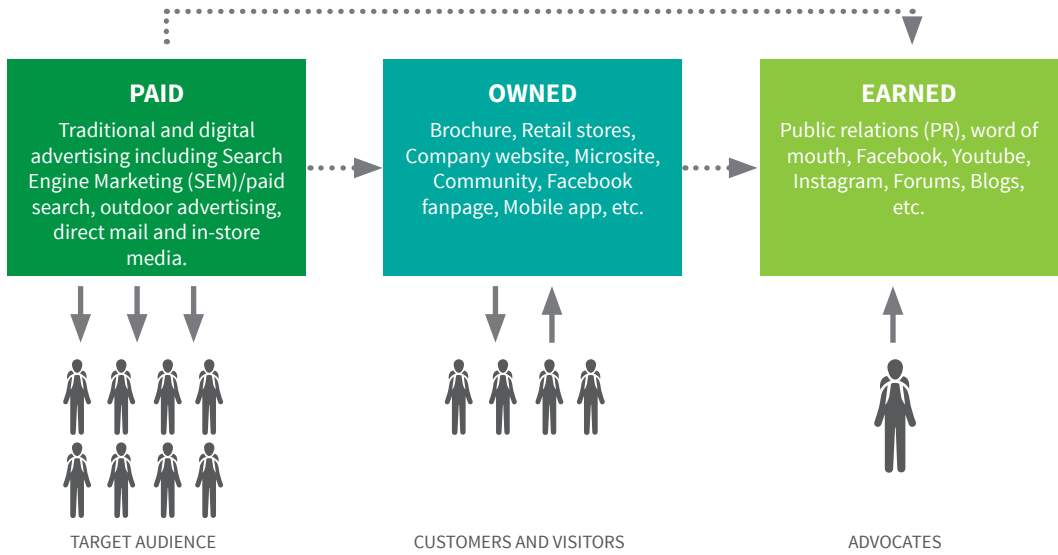 PAID
Traditional and digital
advertising including Search
Engine Marketing (SEM)/paid
search, outdoor advertising,
direct mail and in-store
media.
OWNED
Brochure, Retail stores,
Company website, Microsite,
Community, Facebook
fanpage, Mobile app, etc.
EARNED
Public relations (PR), word of
mouth, Facebook, Youtube,
Instagram, Forums, Blogs,
etc.
TARGET AUDIENCE
CUSTOMERS AND VISITORS
ADVOCATES